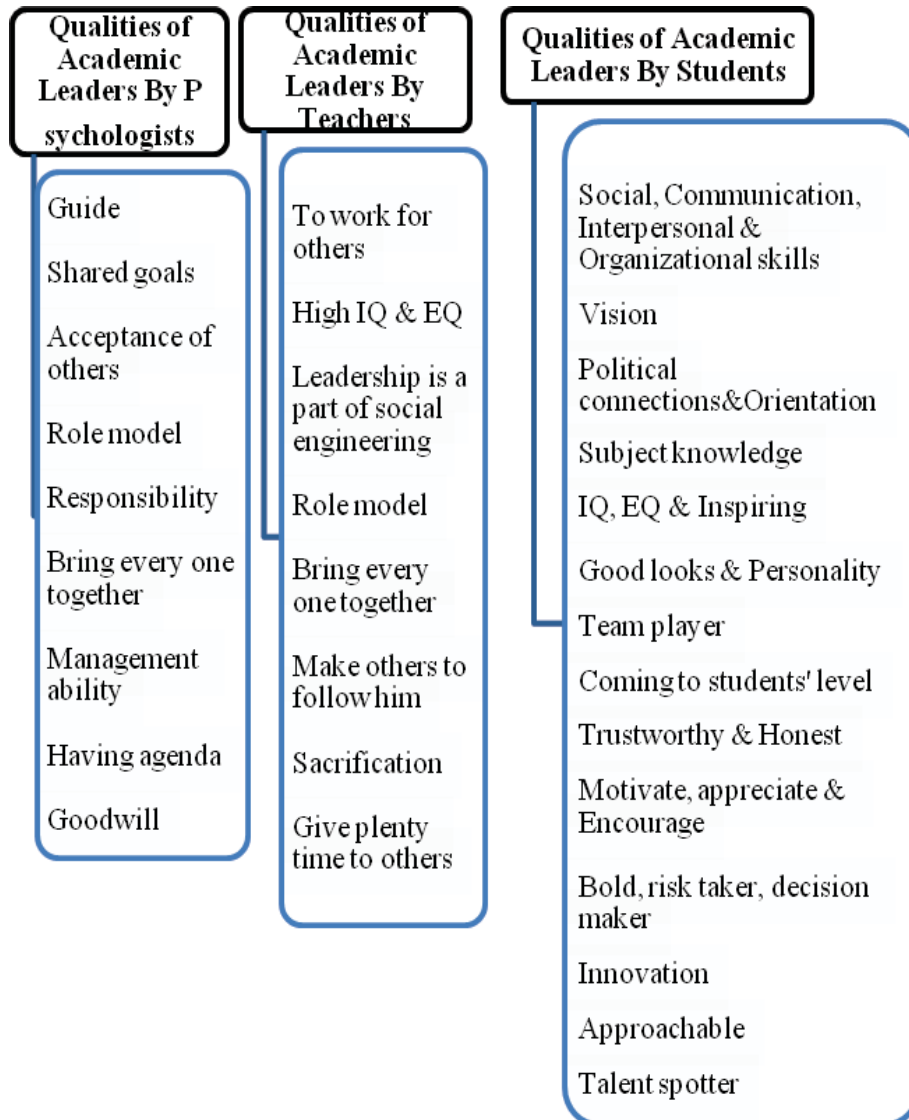 Qualities of
Academic
Leaders By P
sychologists
Guide
Shared goals
Acceptance of
others
Role model
Responsibility
Bring every one
together
Management
ability
Having agenda
Goodwill
Qualities of
Academic
Leaders By
Teachers
To work for
others
High IQ & EQ
Leadership is a
part of social
engineering
Role model
Bring every
one together
Make others to
follow him
Sacrification
Give plenty
time to others
Qualities of Academic
Leaders By Students
Social, Communication,
Interpersonal &
Organizational skills
Vision
Political
connections&Orientation
Subject knowledge
IQ, EQ & Inspiring
Good looks & Personality
Team player
Coming to students' level
Trustworthy & Honest
Motivate, appreciate &
Encourage
Bold, risk taker, decision
maker
Innovation
Approachable
Talent spotter